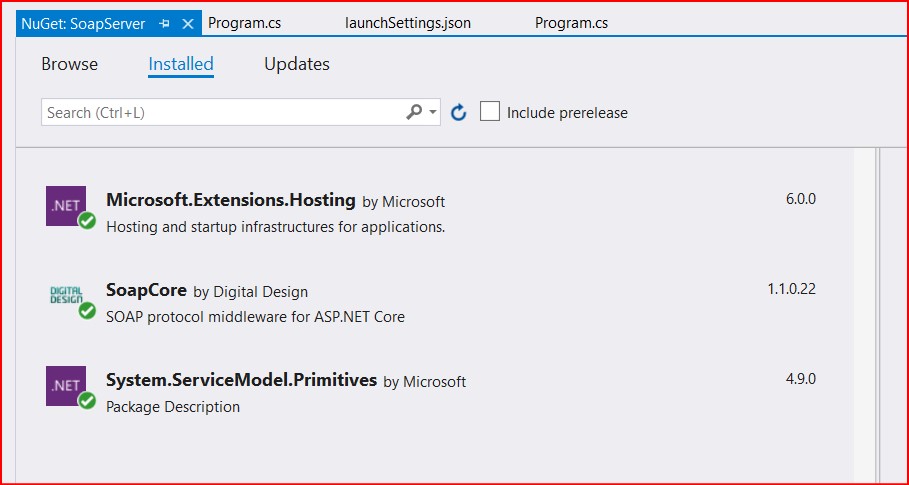 NuGet: SoapServer Program.cs launchSettings.json Program.cs
Browse Installed Updates
Search (Ctrl+L) Include prerelease
.NET Microsoft.Extensions.Hosting by Microsoft 6.0.0
Hosting and startup infrastructures for applications.
DIGITAL DESIGN SoapCore by Digital Design 1.1.0.22
SOAP protocol middleware for ASP.NET Core
.NET System.ServiceModel.Primitives by Microsoft 4.9.0
Package Description